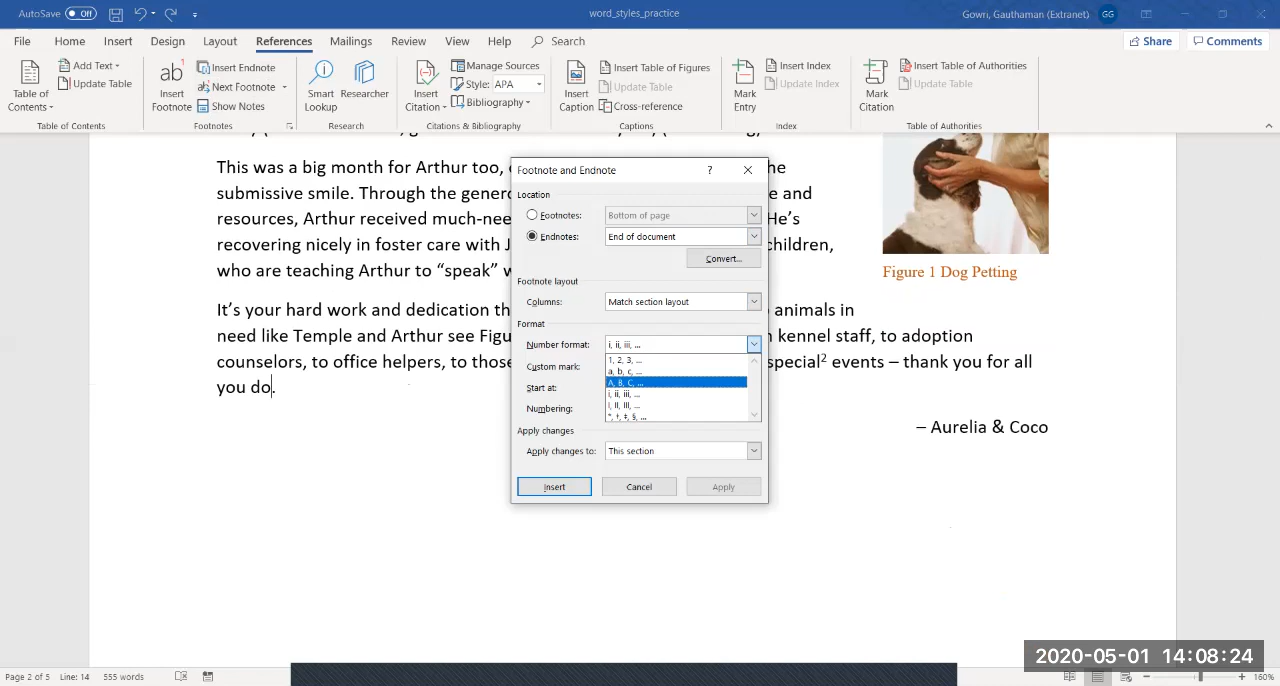 AutoSave Off word_styles_practice Gowri, Gauthaman (Extranet) GG
File Home Insert Design Layout References Mailings Review View Help Search Share Comments
Table of Contents Add Text Update Table Table of Contents
ab Insert Footnote Insert Endnote Next Footnote Show Notes Footnotes
Smart Lookup Researcher Research
Insert Citation Manage Sources Style: APA Bibliography Citations & Bibliography
Insert Caption Insert Table of Figures Update Table Cross-reference Captions
Mark Entry Insert Index Update Index Index
Mark Citation Insert Table of Authorities Update Table Table of Authorities
This was a big month for Arthur too,
submissive smile. Through the and
resources, Arthur received He's
recovering nicely in foster care with children,
who are teaching Arthur to "speak"
Figure 1 Dog Petting
It's your hard work and dedication animals in
need like Temple and Arthur see kennel staff, to adoption
counselors, to office helpers, to special2 events – thank you for all
you do.
– Aurelia & Coco
Footnote and Endnote ?
Location
Footnotes: Bottom of page
Endnotes: End of document
Convert...
Footnote layout
Columns: Match section layout
Format
Number format: i, ii, iii, ...
1, 2, 3, ...
a, b, c, ...
Custom mark:
A, B, C, ...
Start at:
i, ii, iii, ...
I, II, III, ...
Numbering:
*, †, ‡, §, ...
Apply changes
Apply changes to: This section
Insert Cancel Apply
2020-05-01 14:08:24
Page 2 of 5 Line: 14 555 words 160%